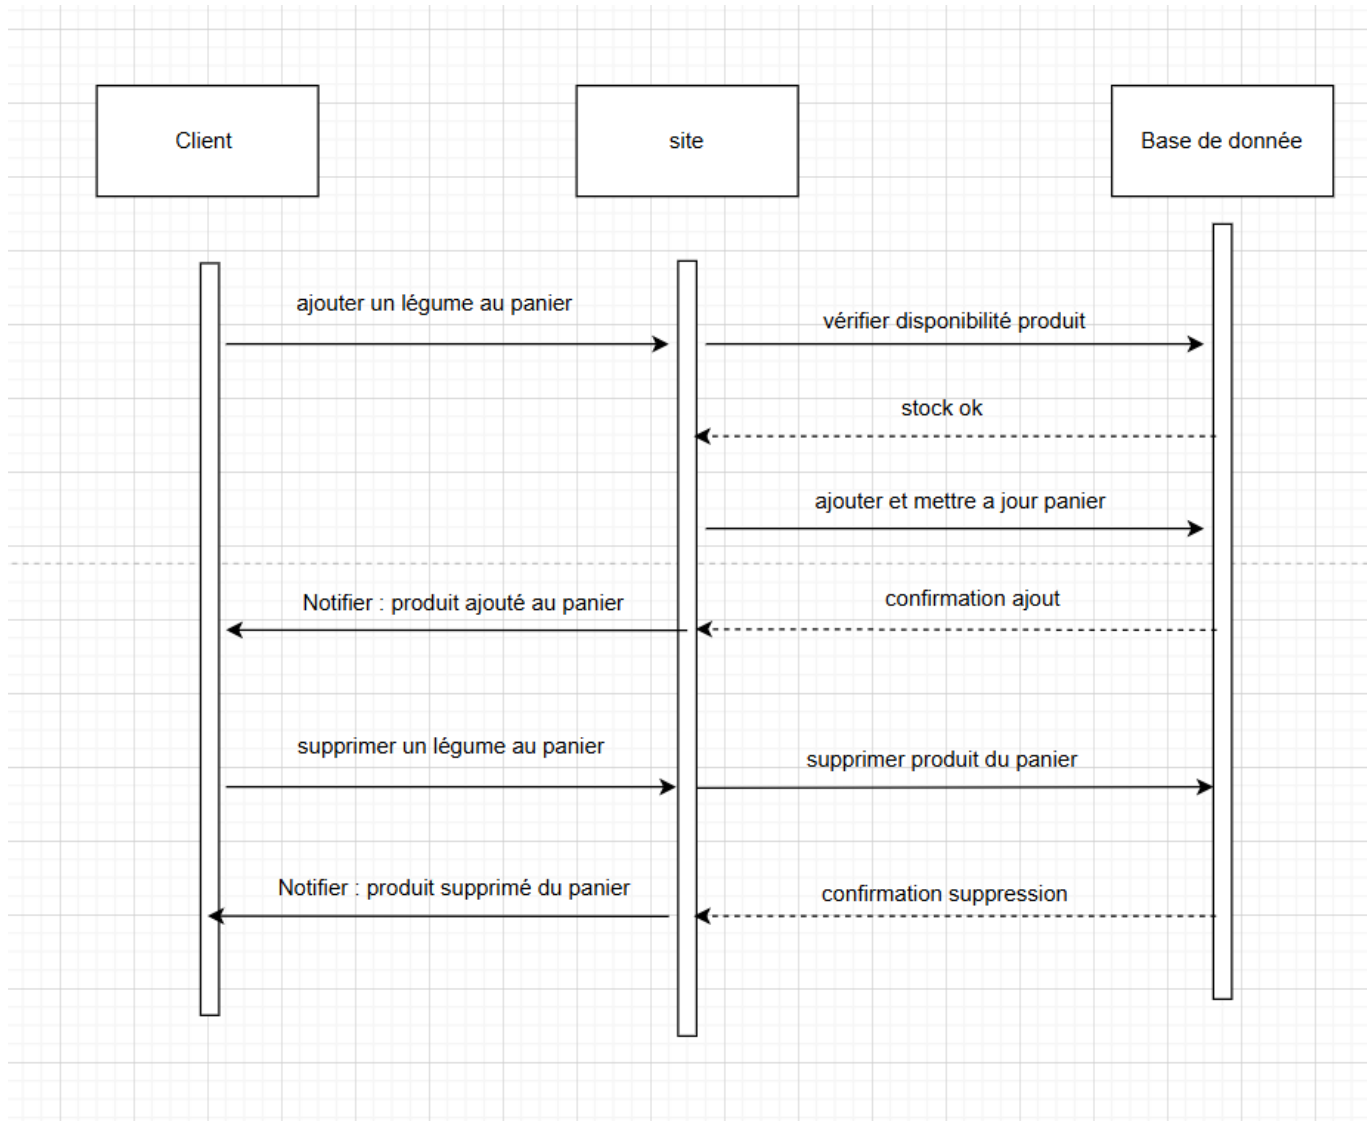 Client
site
Base de donnée
ajouter un légume au panier
vérifier disponibilité produit
stock ok
ajouter et mettre a jour panier
Notifier : produit ajouté au panier
confirmation ajout
supprimer un légume au panier
supprimer produit du panier
Notifier : produit supprimé du panier
confirmation suppression